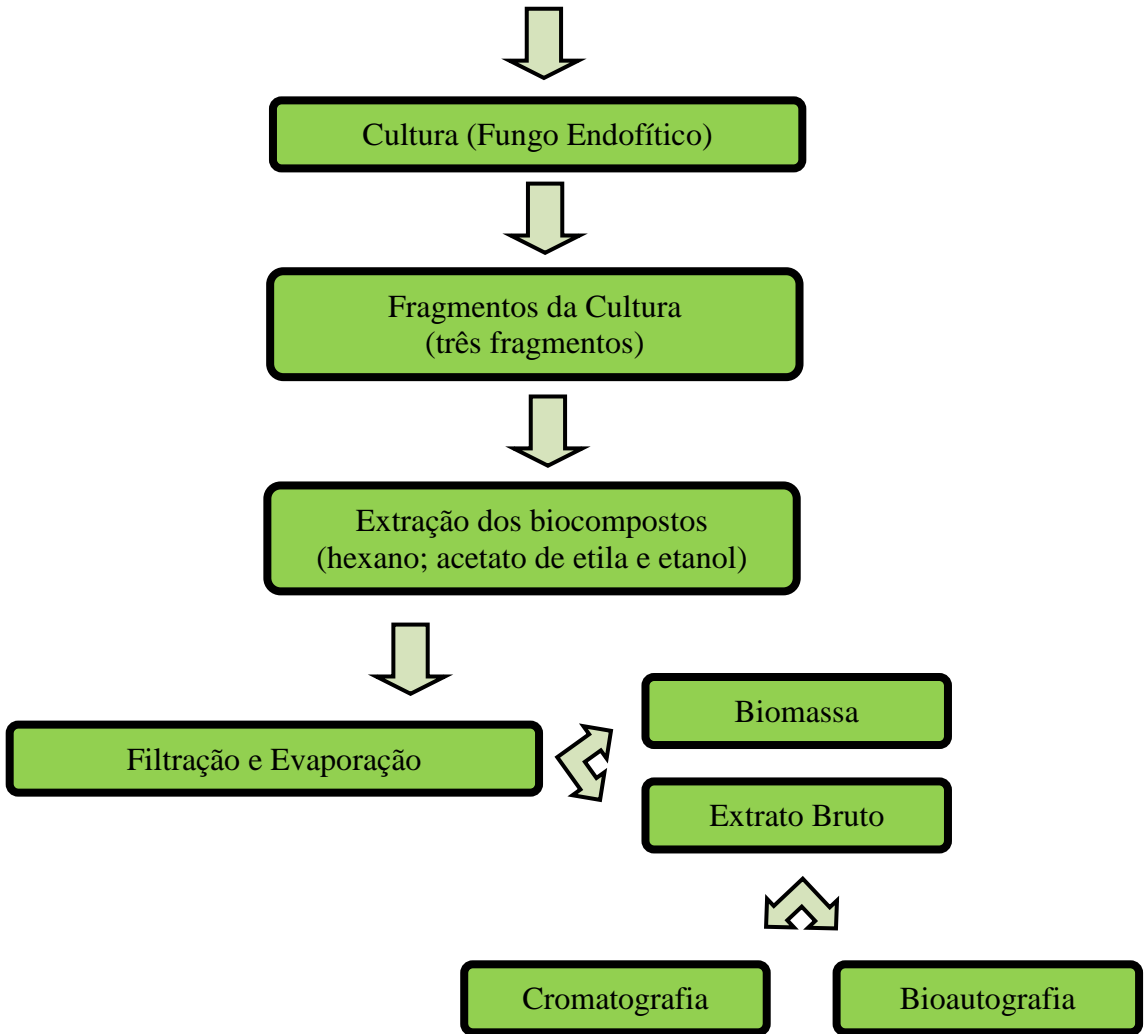 Cultura (Fungo Endofítico)
Fragmentos da Cultura
(três fragmentos)
Extração dos biocompostos
(hexano; acetato de etila e etanol)
Filtração e Evaporação
Biomassa
Extrato Bruto
Cromatografia
Bioautografia